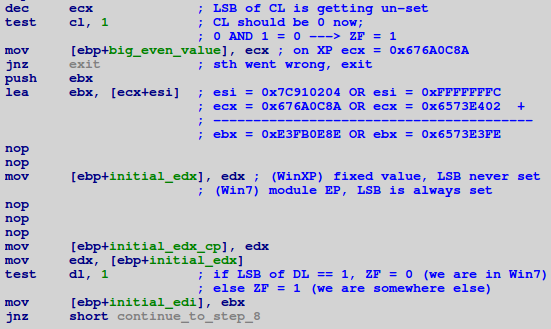 dec ecx ; LSB of CL is getting un-set
test cl, 1 ; CL should be 0 now;
; 0 AND 1 = 0 ---> ZF = 1
mov [ebp+big_even_value], ecx ; on XP ecx = 0x676A0C8A
jnz exit ; sth went wrong, exit
push ebx
lea ebx, [ecx+esi] ; esi = 0x7C910204 OR esi = 0xFFFFFFFC
; ecx = 0x676A0C8A OR ecx = 0x6573E402 +
; ----------------------------------------
; ebx = 0xE3FB0E8E OR ebx = 0x6573E3FE
nop
nop
mov [ebp+initial_edx], edx ; (WinXP) fixed value, LSB never set
; (Win7) module EP, LSB is always set
nop
nop
nop
mov [ebp+initial_edx_cp], edx
mov edx, [ebp+initial_edx]
test dl, 1 ; if LSB of DL == 1, ZF = 0 (we are in Win7)
; else ZF = 1 (we are somewhere else)
mov [ebp+initial_edi], ebx
jnz short continue_to_step_8